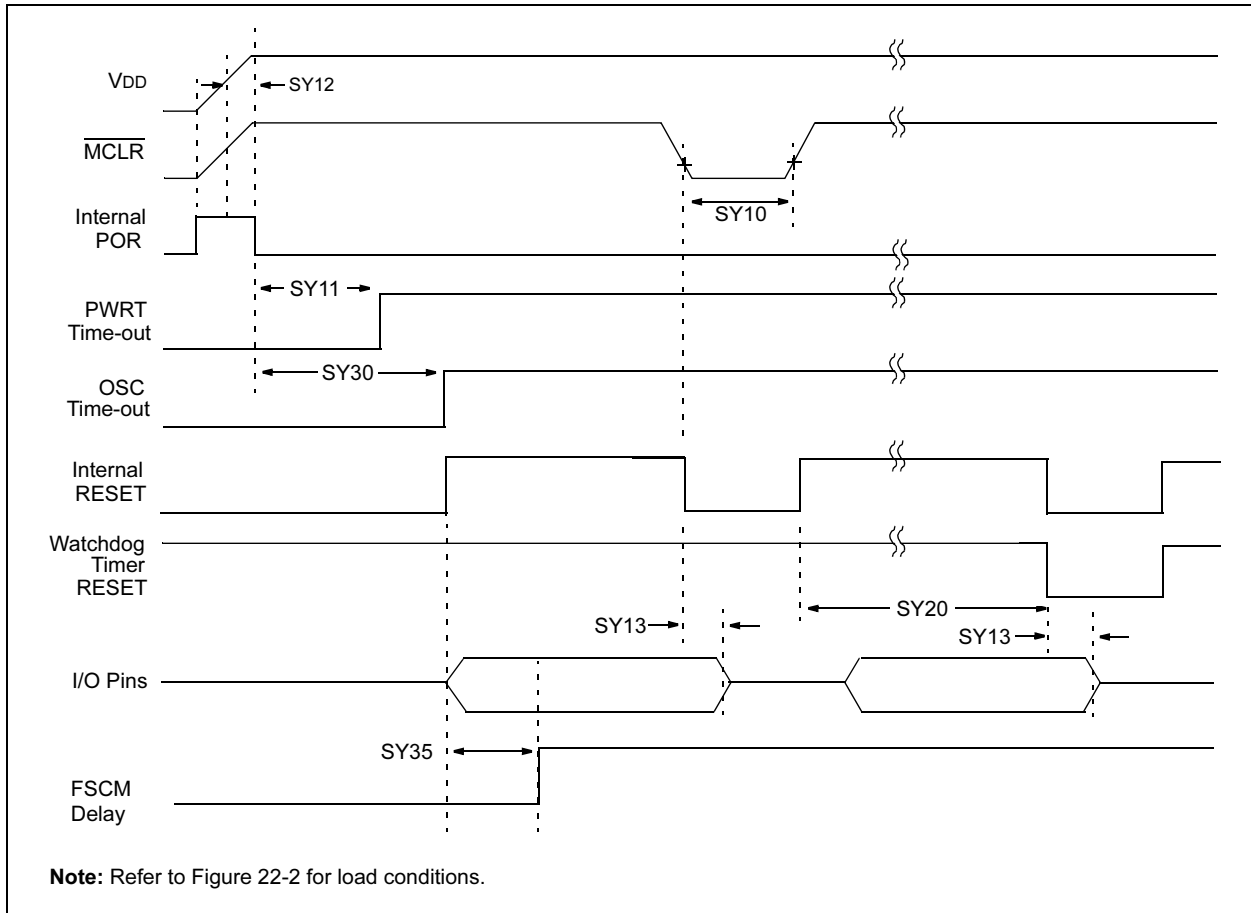 VDD
SY12
MCLR
SY10
Internal
POR
SY11
PWRT
Time-out
SY30
OSC
Time-out
Internal
RESET
Watchdog
Timer
RESET
SY20
SY13
SY13
I/O Pins
SY35
FSCM
Delay
Note: Refer to Figure 22-2 for load conditions.